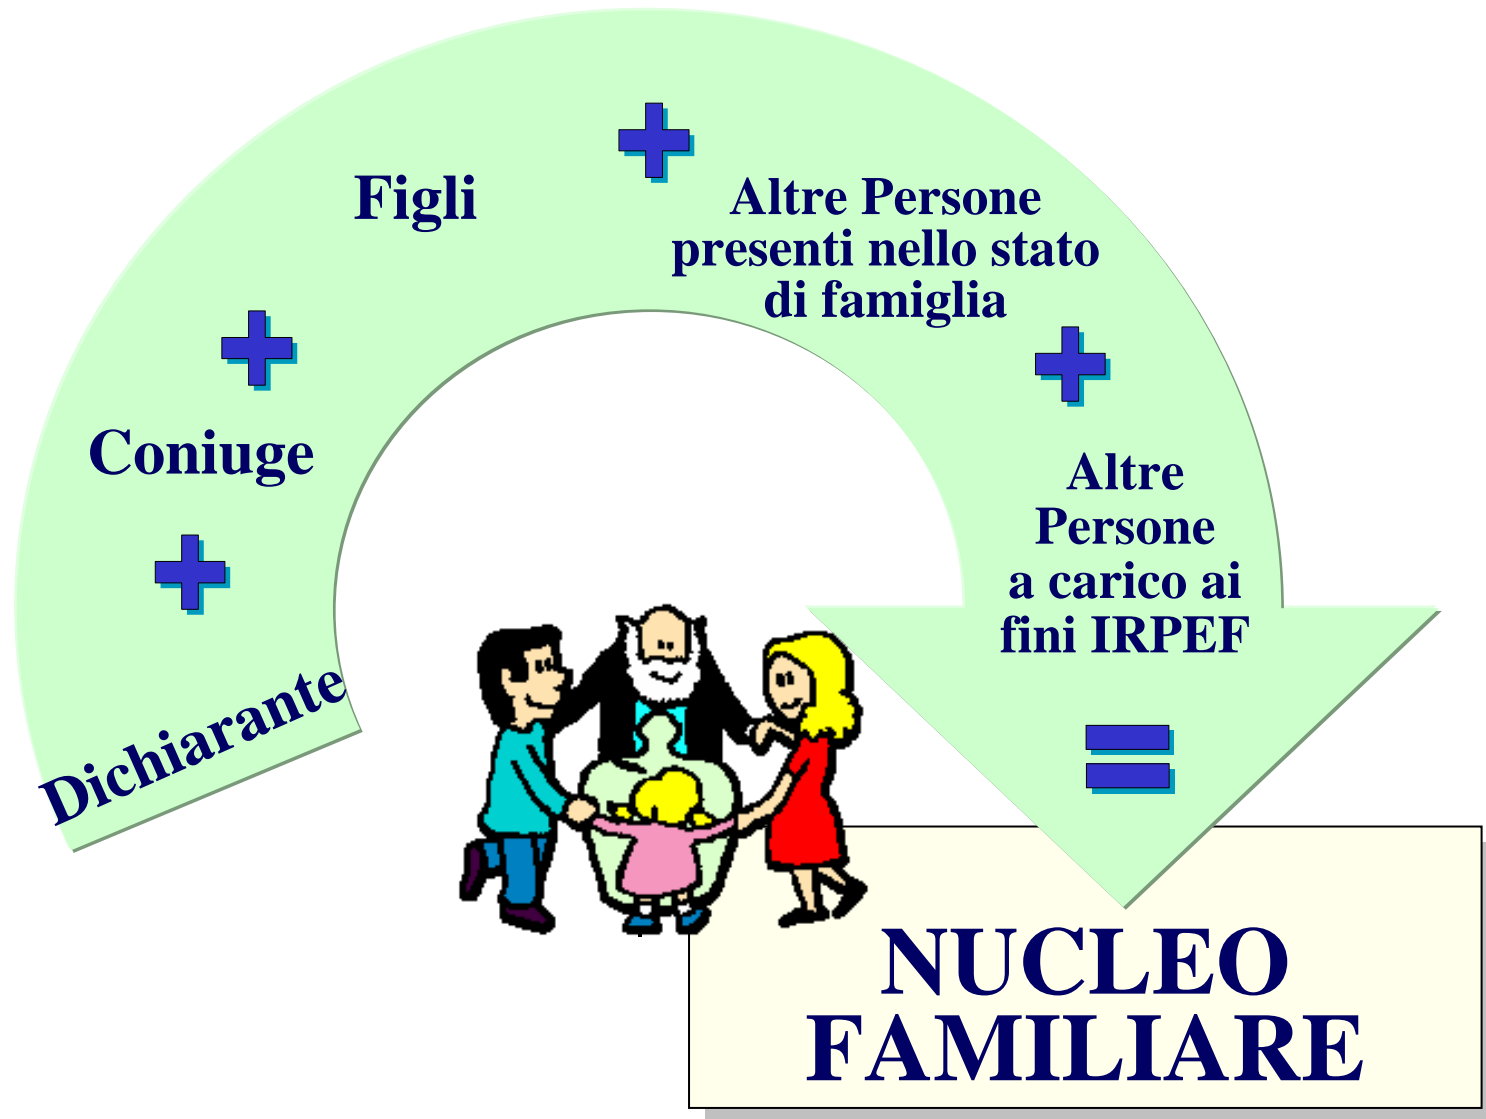 Dichiarante
Coniuge
Figli
Altre Persone
presenti nello stato
di famiglia
Altre
Persone
a carico ai
fini IRPEF
NUCLEO
FAMILIARE